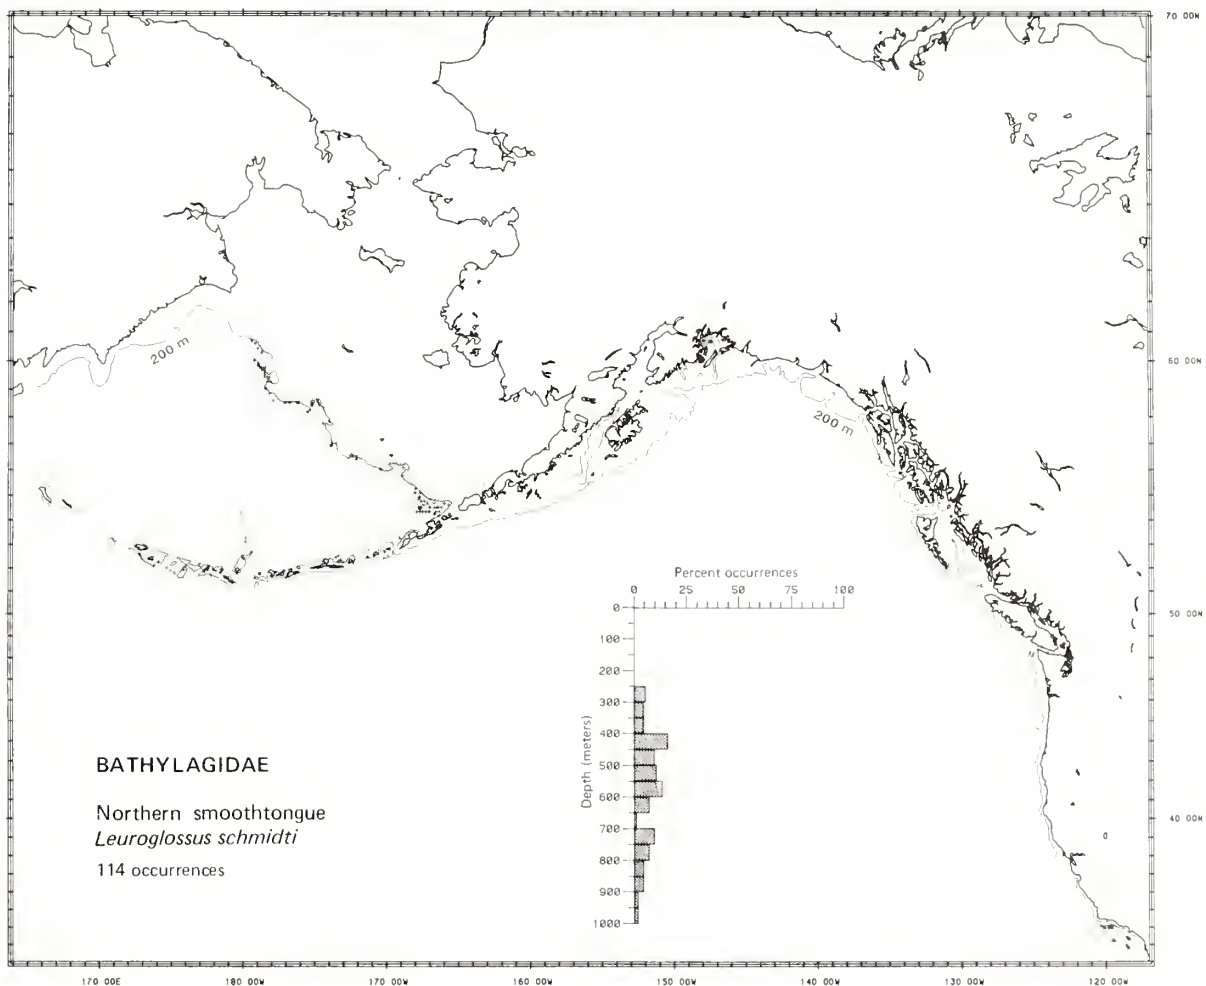 70 00N
200 m
60 00N
200 m
Percent occurrences
0 25 50 75 100
0
50 00N
100
200
300
400
500
600
700
800
900
1000
Depth (meters)
BATHYLAGIDAE
Northern smoothtongue
Leuroglossus schmidti
114 occurrences
40 00N
170 00E 180 00W 170 00W 160 00W 150 00W 140 00W 130 00W 120 00W